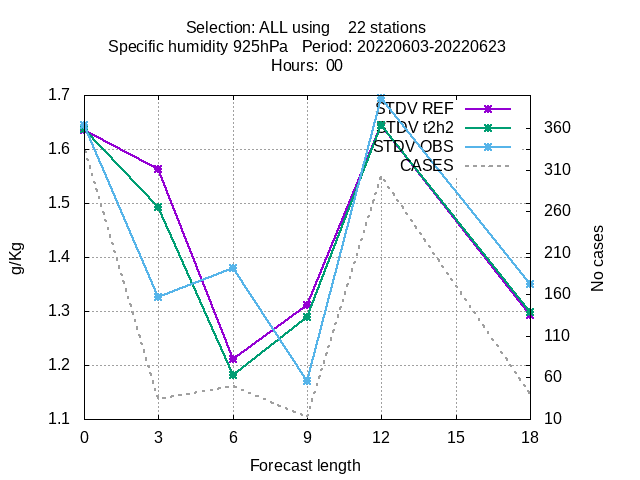 Selection: ALL using 22 stations
Specific humidity 925hPa Period: 20220603-20220623
Hours: 00
1.7
1.6
1.5
1.4
1.3
1.2
1.1
g/Kg
STDV REF
STDV t2h2
STDV OBS
CASES
360
310
260
210
160
110
60
10
No cases
0 3 6 9 12 15 18
Forecast length